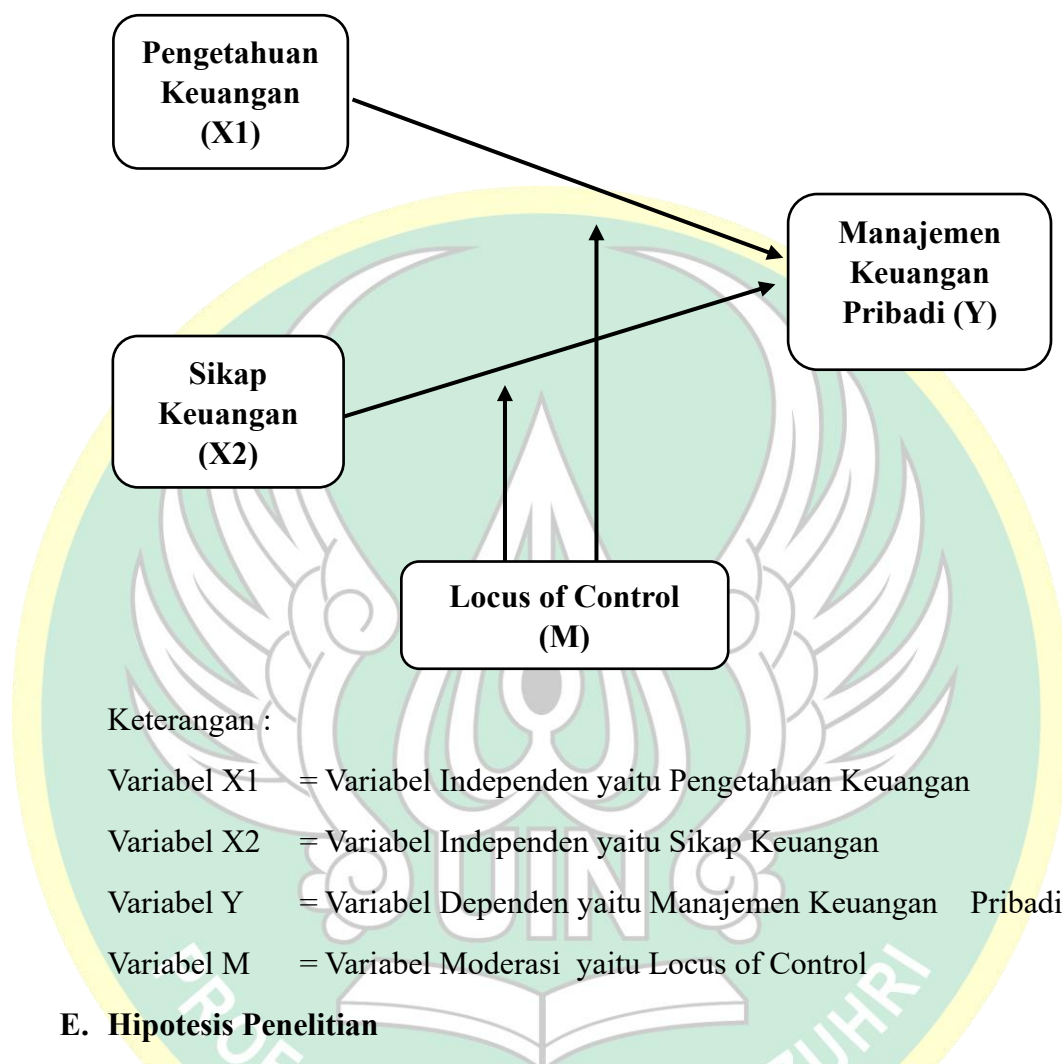 Pengetahuan
Keuangan
(X1)
Manajemen
Keuangan
Pribadi (Y)
Sikap
Keuangan
(X2)
Locus of Control
(M)
Keterangan :
Variabel X1 = Variabel Independen yaitu Pengetahuan Keuangan
Variabel X2 = Variabel Independen yaitu Sikap Keuangan
Variabel Y = Variabel Dependen yaitu Manajemen Keuangan Pribadi
Variabel M = Variabel Moderasi yaitu Locus of Control
E. Hipotesis Penelitian
UIN